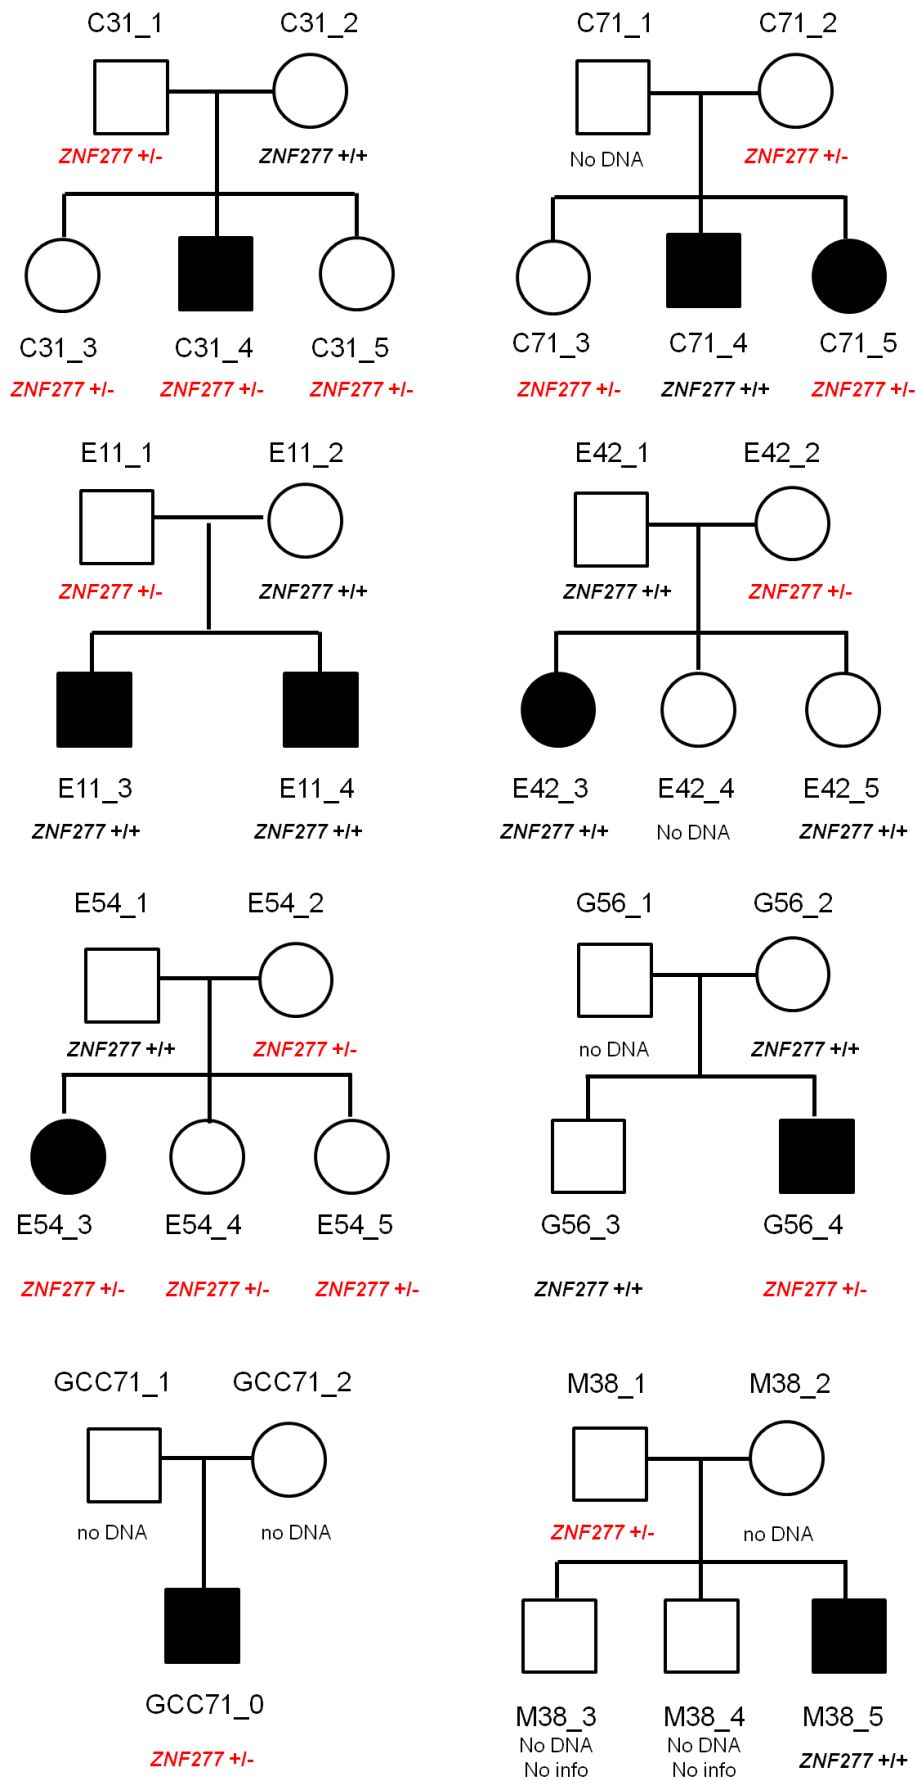 C31_1 C31_2 C71_1 C71_2
ZNF277 +/- ZNF277 +/+ No DNA ZNF277 +/-
C31_3 C31_4 C31_5 C71_3 C71_4 C71_5
ZNF277 +/- ZNF277 +/- ZNF277 +/- ZNF277 +/- ZNF277 +/+ ZNF277 +/-
E11_1 E11_2 E42_1 E42_2
ZNF277 +/- ZNF277 +/+ ZNF277 +/+ ZNF277 +/-
E11_3 E11_4 E42_3 E42_4 E42_5
ZNF277 +/+ ZNF277 +/+ ZNF277 +/+ No DNA ZNF277 +/+
E54_1 E54_2 G56_1 G56_2
ZNF277 +/+ ZNF277 +/- no DNA ZNF277 +/+
E54_3 E54_4 E54_5 G56_3 G56_4
ZNF277 +/- ZNF277 +/- ZNF277 +/- ZNF277 +/+ ZNF277 +/-
GCC71_1 GCC71_2 M38_1 M38_2
no DNA no DNA ZNF277 +/- no DNA
GCC71_0 M38_3 M38_4 M38_5
No DNA No DNA
ZNF277 +/- No info No info ZNF277 +/+